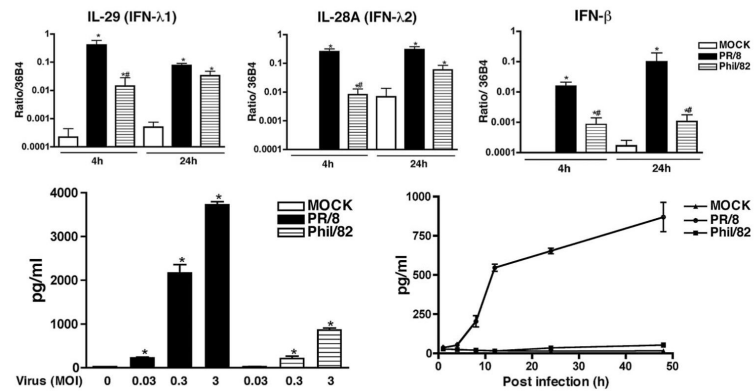 IL-29 (IFN-λ1)
IL-28A (IFN-λ2)
IFN-β
MOCK
PR/8
Phil/82
Ratio/36B4
1
0.1
0.01
0.001
0.0001
* *# * *
4h 24h
Ratio/ 36B4
1
0.1
0.01
0.001
0.0001
* *# * *
4h 24h
Ratio/ 36B4
1
0.1
0.01
0.001
0.0001
* *# * *#
4h 24h
pg/ml
4000
3000
2000
1000
0
* * * * *
MOCK
PR/8
Phil/82
Virus (MOI) 0 0.03 0.3 3 0.03 0.3 3
pg/ml
1000
750
500
250
0
0 10 20 30 40 50
Post infection (h)
MOCK
PR/8
Phil/82